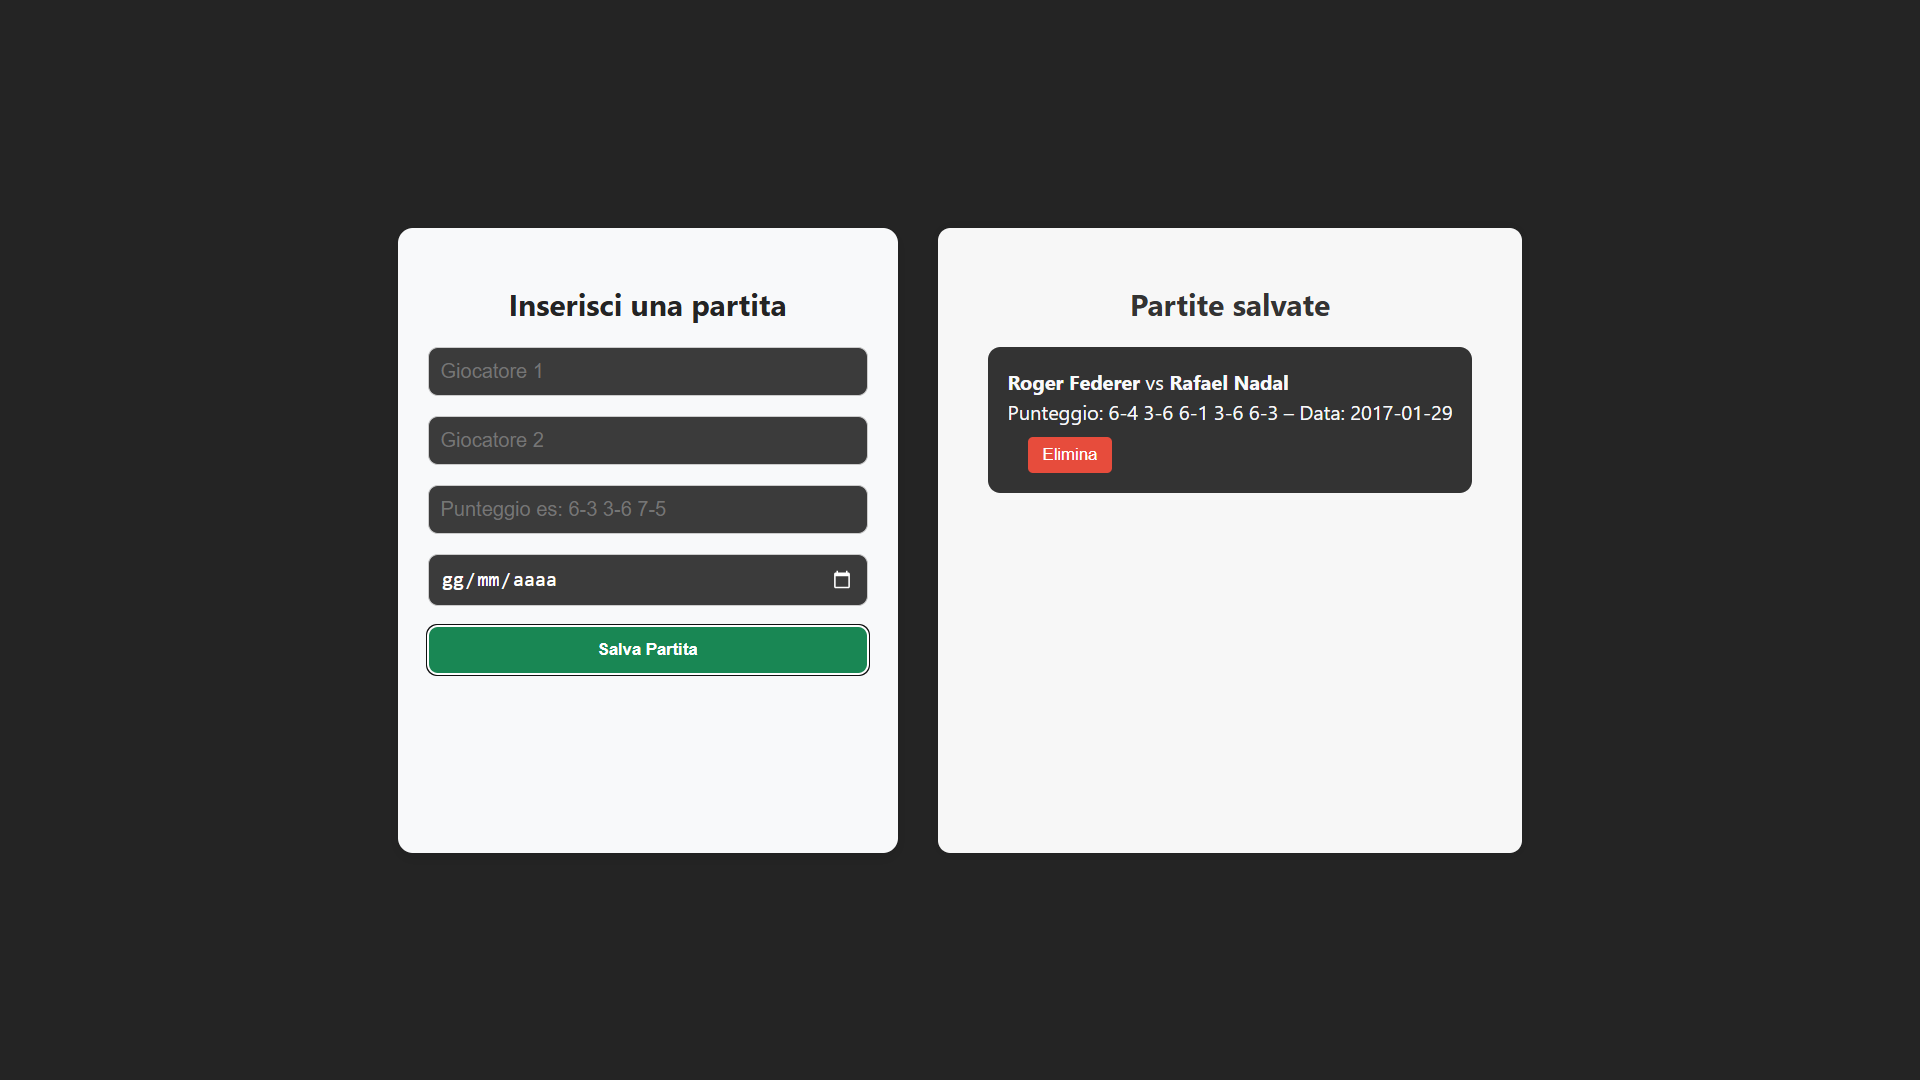 Inserisci una partita
Giocatore 1
Giocatore 2
Punteggio es: 6-3 3-6 7-5
gg/mm/aaaa
Salva Partita
Partite salvate
Roger Federer vs Rafael Nadal
Punteggio: 6-4 3-6 6-1 3-6 6-3 – Data: 2017-01-29
Elimina